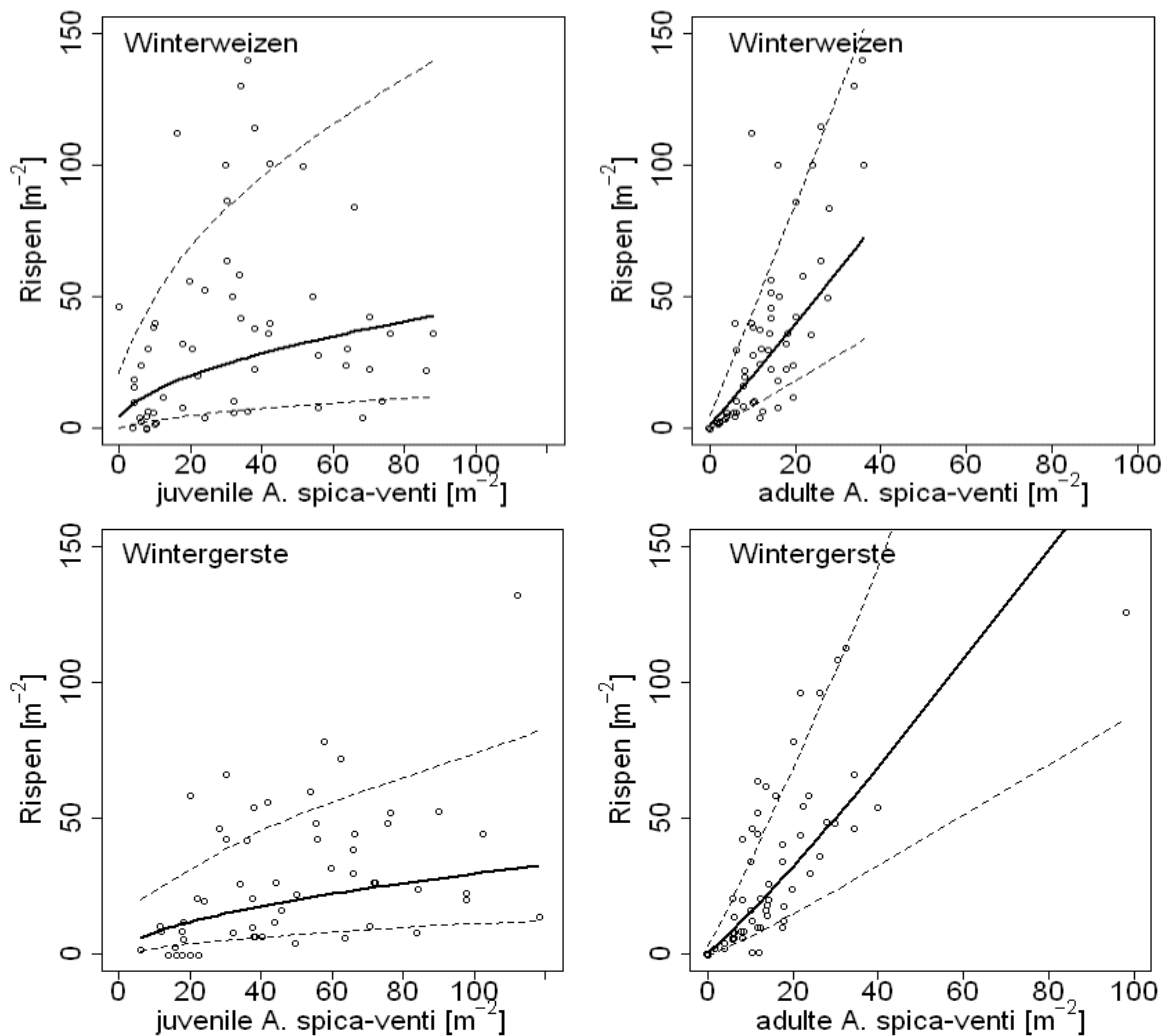 Winterweizen
Rispen [m⁻²]
150
100
50
0
0 20 40 60 80 100
juvenile A. spica-venti [m⁻²]
Winterweizen
Rispen [m⁻²]
150
100
50
0
0 20 40 60 80 100
adulte A. spica-venti [m⁻²]
Wintergerste
Rispen [m⁻²]
150
100
50
0
0 20 40 60 80 100
juvenile A. spica-venti [m⁻²]
Wintergerste
Rispen [m⁻²]
150
100
50
0
0 20 40 60 80 100
adulte A. spica-venti [m⁻²]